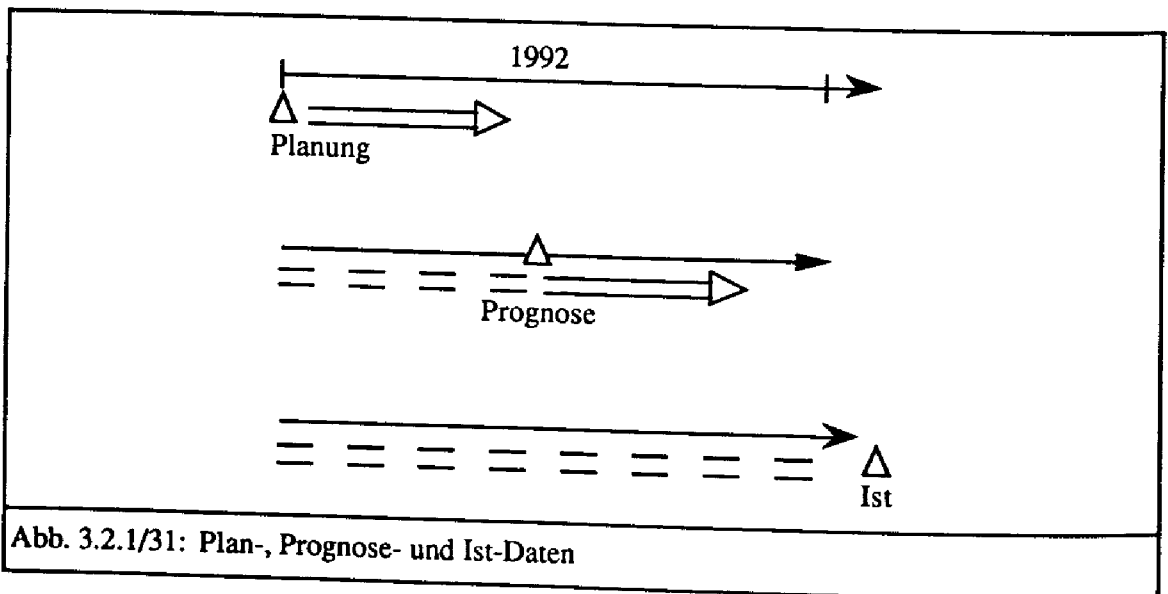 1992
Planung
Prognose
Ist
Abb. 3.2.1/31: Plan-, Prognose- und Ist-Daten